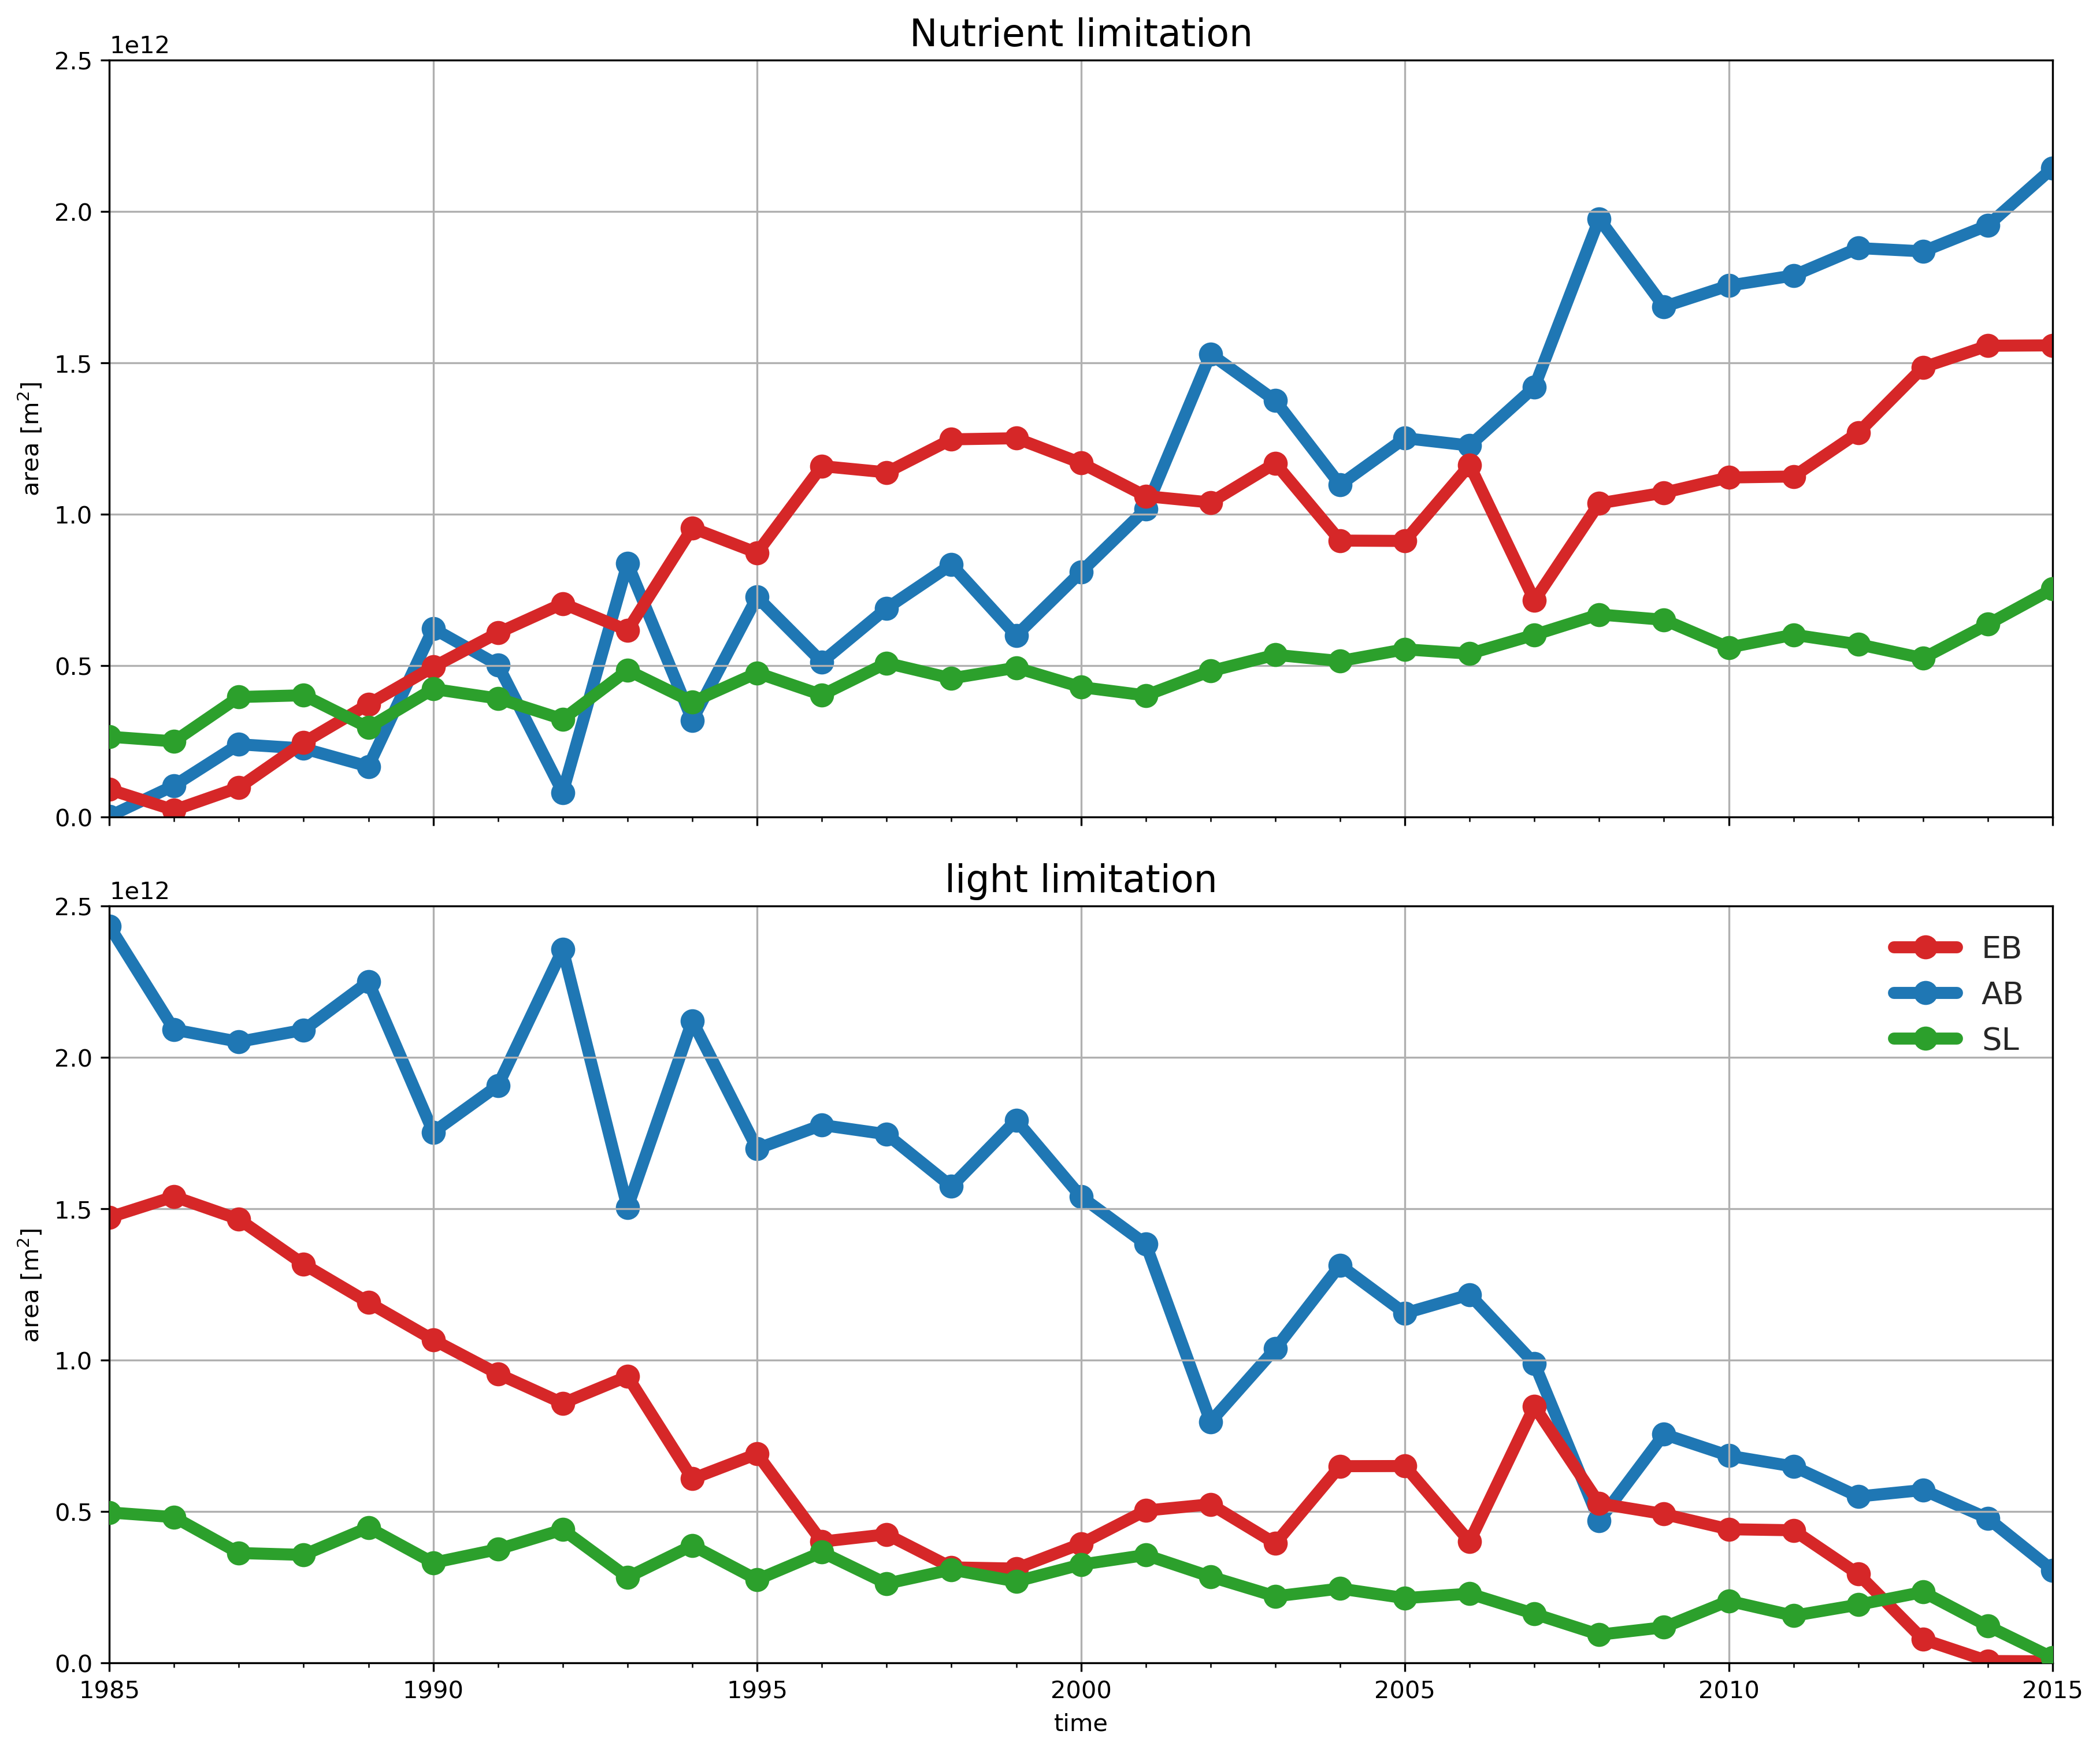 Nutrient limitation
1e12
2.5
2.0
1.5
1.0
0.5
0.0
area [m²]
light limitation
1e12
2.5
2.0
1.5
1.0
0.5
0.0
area [m²]
EB
AB
SL
1985 1990 1995 2000 2005 2010 2015
time